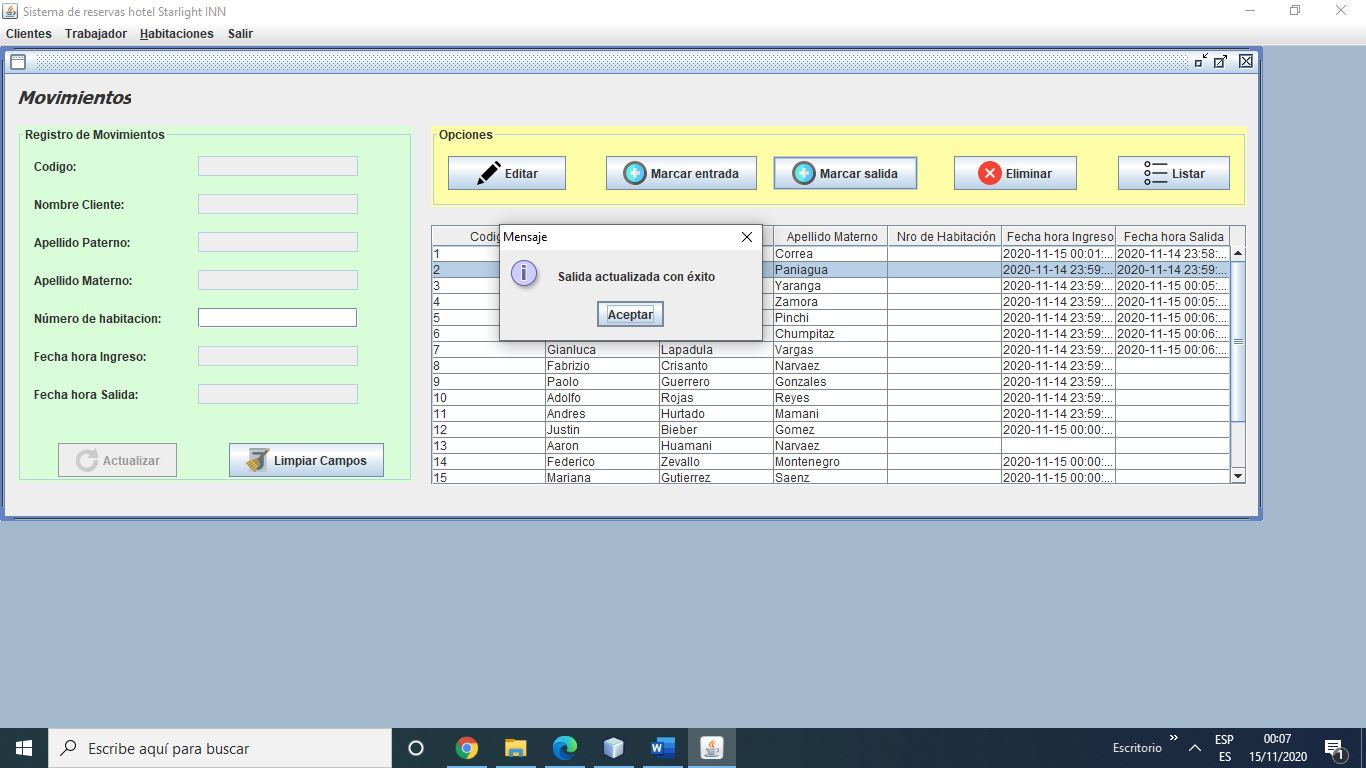 Sistema de reservas hotel Starlight INN
Clientes Trabajador Habitaciones Salir
Movimientos
Registro de Movimientos
Codigo:
Nombre Cliente:
Apellido Paterno:
Apellido Materno:
Número de habitacion:
Fecha hora Ingreso:
Fecha hora Salida:
Actualizar Limpiar Campos
Opciones
Editar Marcar entrada Marcar salida Eliminar Listar
Apellido Materno Nro de Habitación Fecha hora Ingreso Fecha hora Salida
1 Correa 2020-11-15 00:01:... 2020-11-14 23:58:...
2 Paniagua 2020-11-14 23:59:... 2020-11-14 23:59:...
3 Yaranga 2020-11-14 23:59:... 2020-11-15 00:05:...
4 Zamora 2020-11-14 23:59:... 2020-11-15 00:05:...
5 Pinchi 2020-11-14 23:59:... 2020-11-15 00:06:...
6 Chumpitaz 2020-11-14 23:59:... 2020-11-15 00:06:...
7 Gianluca Lapadula Vargas 2020-11-14 23:59:... 2020-11-15 00:06:...
8 Fabrizio Crisanto Narvaez 2020-11-14 23:59:...
9 Paolo Guerrero Gonzales 2020-11-14 23:59:...
10 Adolfo Rojas Reyes 2020-11-14 23:59:...
11 Andres Hurtado Mamani 2020-11-14 23:59:...
12 Justin Bieber Gomez 2020-11-15 00:00:...
13 Aaron Huamani Narvaez
14 Federico Zevallo Montenegro 2020-11-15 00:00:...
15 Mariana Gutierrez Saenz 2020-11-15 00:00:...
Mensaje
Salida actualizada con éxito
Aceptar
Escribe aquí para buscar
Escritorio
ESP
ES
00:07
15/11/2020
1